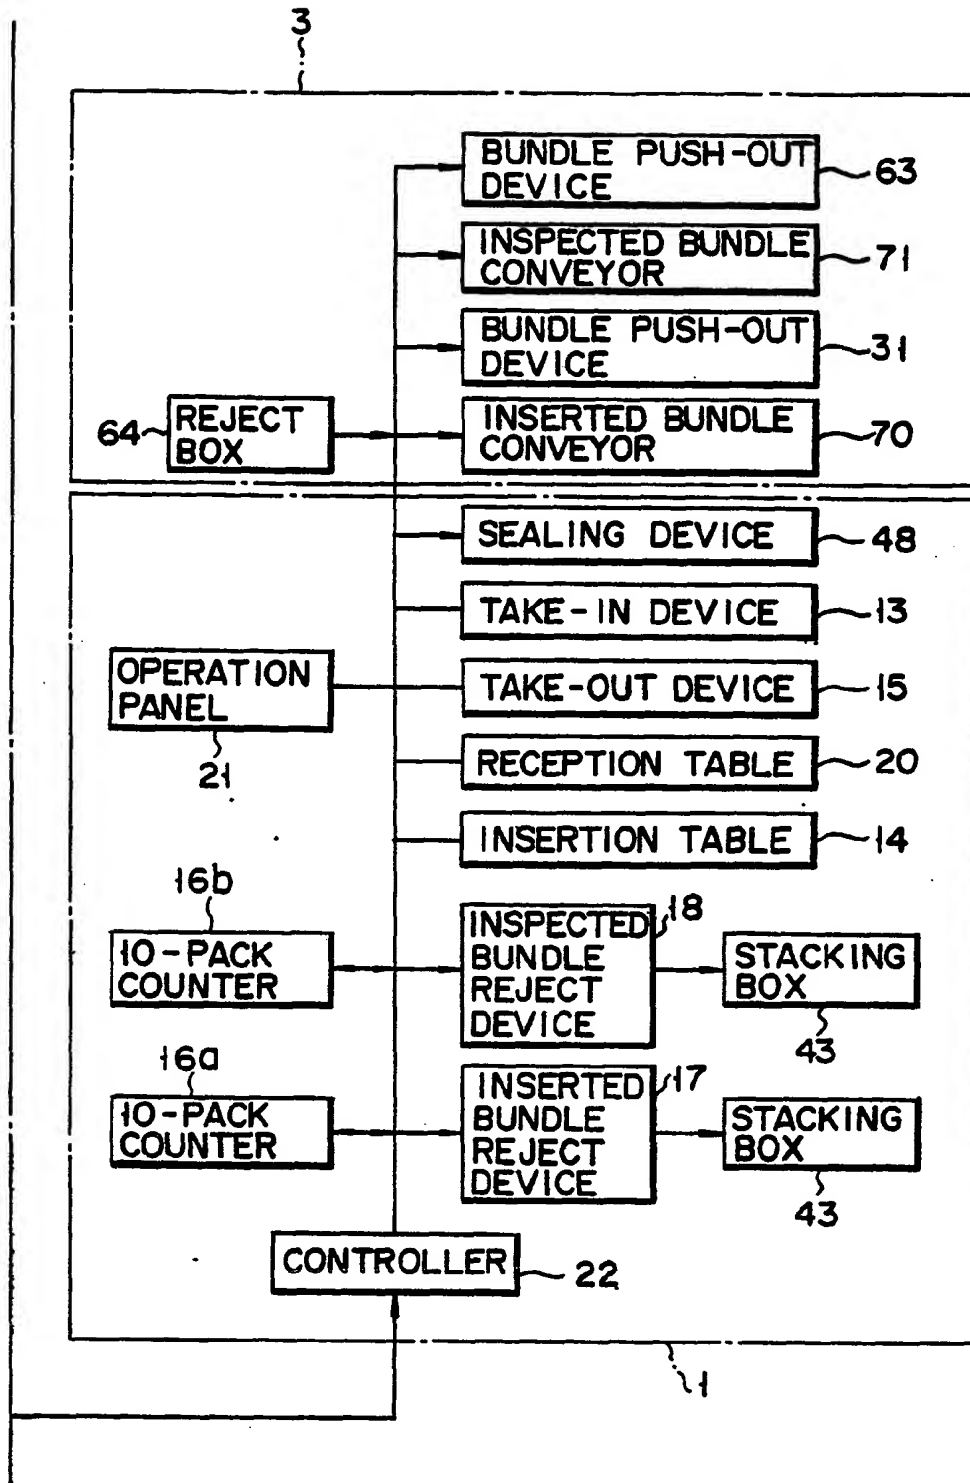 3
BUNDLE PUSH-OUT
DEVICE
63
INSPECTED BUNDLE
CONVEYOR
71
BUNDLE PUSH-OUT
DEVICE
31
64
REJECT
BOX
INSERTED BUNDLE
CONVEYOR
70
SEALING DEVICE
48
TAKE-IN DEVICE
13
OPERATION
PANEL
21
TAKE-OUT DEVICE
15
RECEPTION TABLE
20
INSERTION TABLE
14
16b
10-PACK
COUNTER
INSPECTED
BUNDLE
REJECT
DEVICE
18
STACKING
BOX
43
16a
10-PACK
COUNTER
INSERTED
BUNDLE
REJECT
DEVICE
17
STACKING
BOX
43
CONTROLLER
22
1